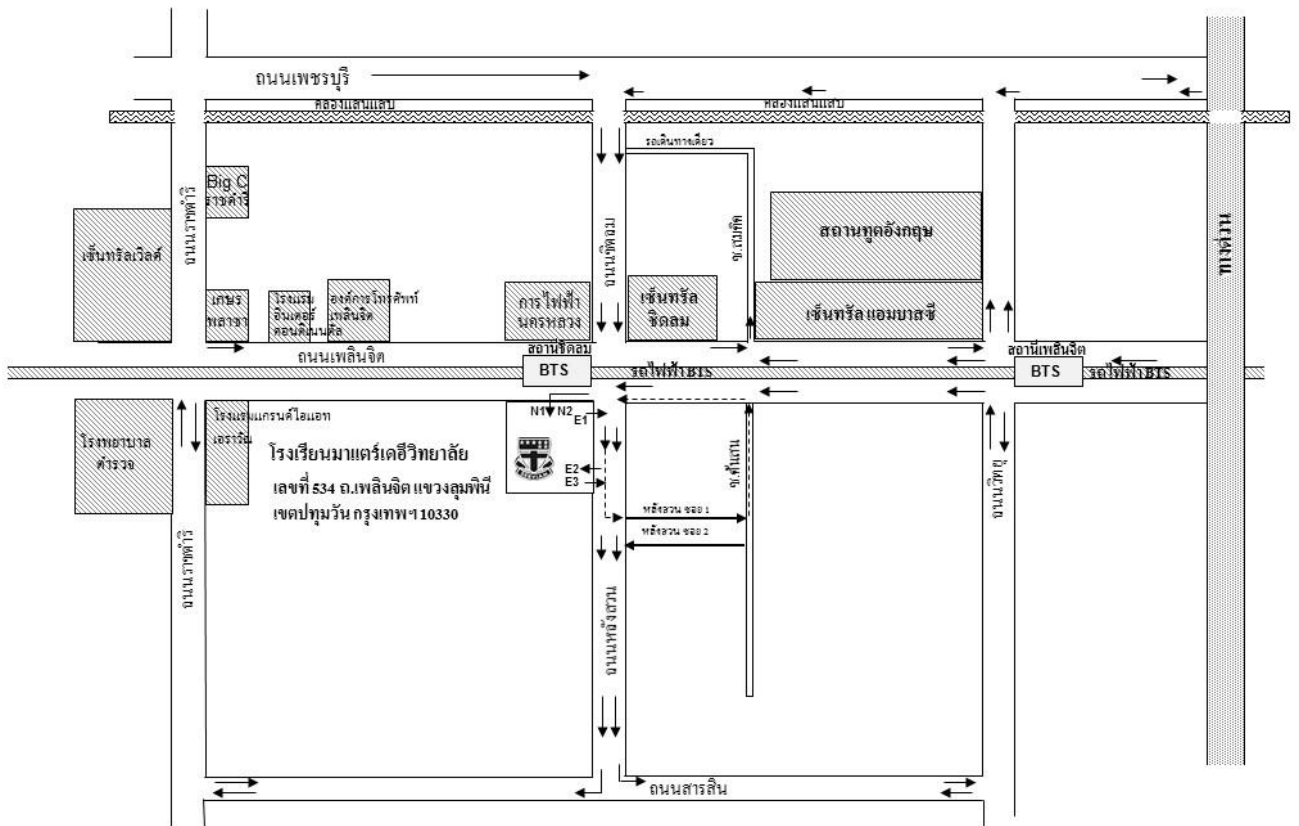 ถนนเพชรบุรี
คลองแสนแสบ
คลองแสนแสบ
รถเดินทางเดียว
Big C
ราชดำริ
ถนนราชดำริ
ถนนชิดลม
ซ.สมคิด
สถานทูตอังกฤษ
ทางด่วน
เซ็นทรัลเวิลด์
เกษร
พลาซา
โรงแรม
อินเตอร์
คอนติเนนตัล
องค์การโทรศัพท์
เพลินจิต
การไฟฟ้า
นครหลวง
เซ็นทรัล
ชิดลม
เซ็นทรัล แอมบาสซี
ถนนเพลินจิต
สถานีชิดลม
BTS
รถไฟฟ้า BTS
สถานีเพลินจิต
BTS
รถไฟฟ้า BTS
โรงพยาบาล
ตำรวจ
โรงแรมแกรนด์ไฮแอท
เอราวัณ
โรงเรียนมาแตร์เดอีวิทยาลัย
เลขที่ 534 ถ.เพลินจิต แขวงลุมพินี
เขตปทุมวัน กรุงเทพฯ 10330
N1
N2
E1
E2
E3
SERVIAM
ซ.ต้นสน
ถนนวิทยุ
หลังสวน ซอย 1
หลังสวน ซอย 2
ถนนราชดำริ
ถนนหลังสวน
ถนนสารสิน